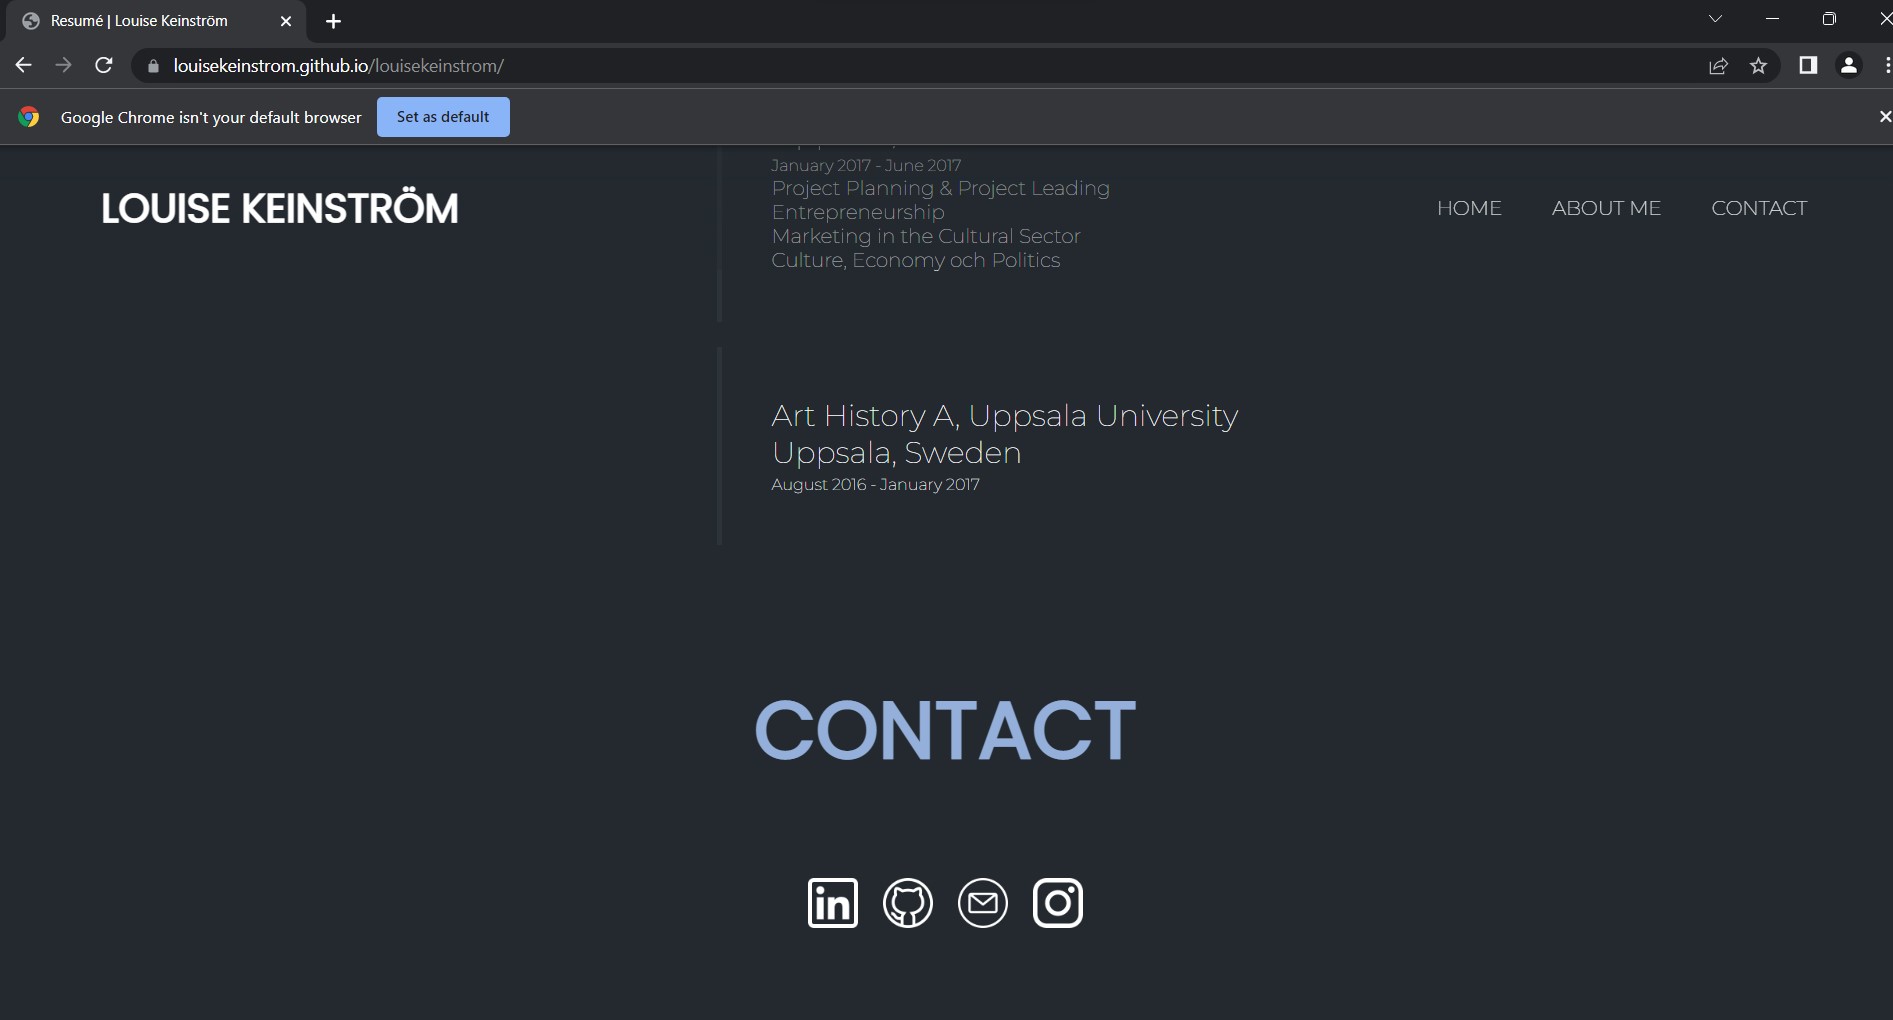 Resumé | Louise Keinström
louisekeinstrom.github.io/louisekeinstrom/
Google Chrome isn't your default browser
Set as default
LOUISE KEINSTRÖM
HOME
ABOUT ME
CONTACT
January 2017 - June 2017
Project Planning & Project Leading
Entrepreneurship
Marketing in the Cultural Sector
Culture, Economy och Politics
Art History A, Uppsala University
Uppsala, Sweden
August 2016 - January 2017
CONTACT
in